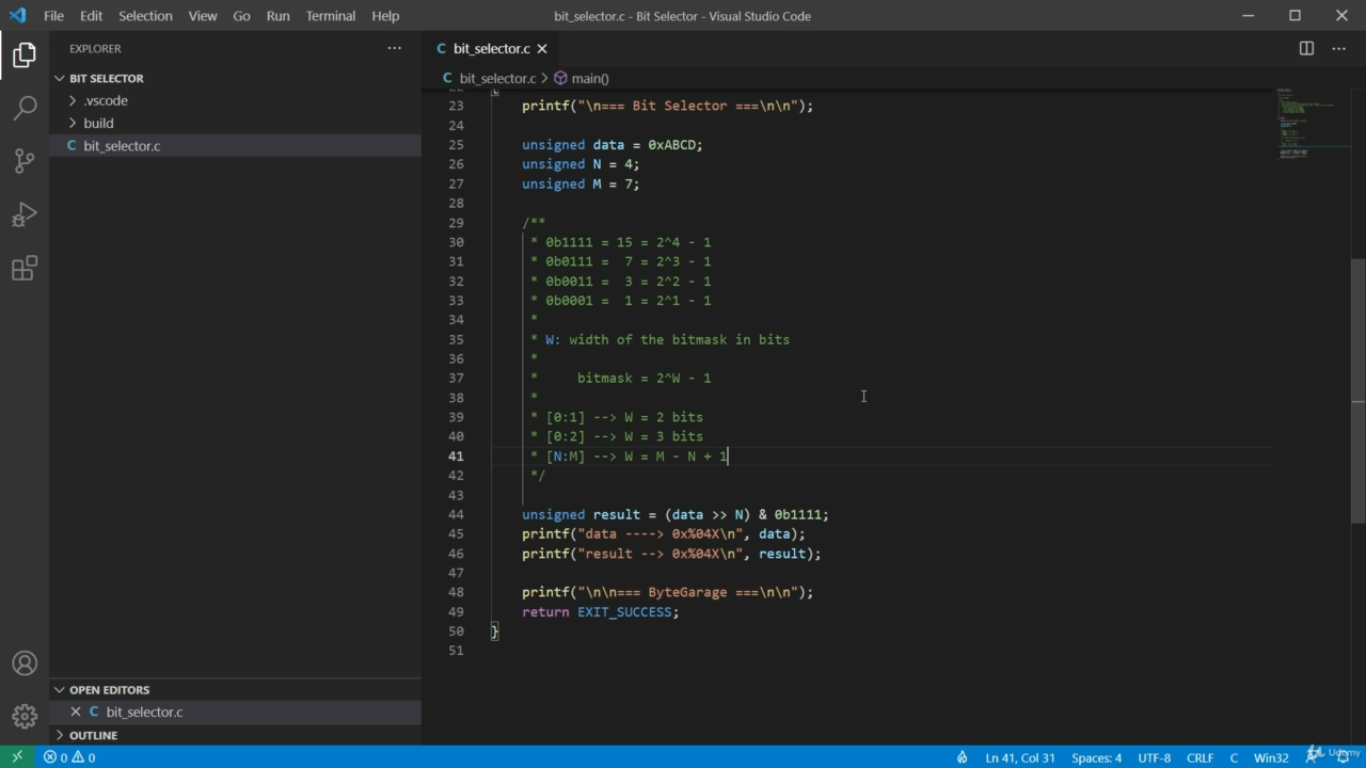 File Edit Selection View Go Run Terminal Help bit_selector.c - Bit Selector - Visual Studio Code
EXPLORER
BIT SELECTOR
.vscode
build
C bit_selector.c
OPEN EDITORS
C bit_selector.c
OUTLINE
C bit_selector.c
C bit_selector.c > main()
23 printf("\n=== Bit Selector ===\n\n");
24
25 unsigned data = 0xABCD;
26 unsigned N = 4;
27 unsigned M = 7;
28
29 /**
30 * 0b1111 = 15 = 2^4 - 1
31 * 0b0111 = 7 = 2^3 - 1
32 * 0b0011 = 3 = 2^2 - 1
33 * 0b0001 = 1 = 2^1 - 1
34 *
35 * W: width of the bitmask in bits
36 *
37 * bitmask = 2^W - 1
38 *
39 * [0:1] --> W = 2 bits
40 * [0:2] --> W = 3 bits
41 * [N:M] --> W = M - N + 1
42 */
43
44 unsigned result = (data >> N) & 0b1111;
45 printf("data ----> 0x%04X\n", data);
46 printf("result --> 0x%04X\n", result);
47
48 printf("\n\n=== ByteGarage ===\n\n");
49 return EXIT_SUCCESS;
50 }
51
0 0 Ln 41, Col 31 Spaces: 4 UTF-8 CRLF C Win32 Udemy